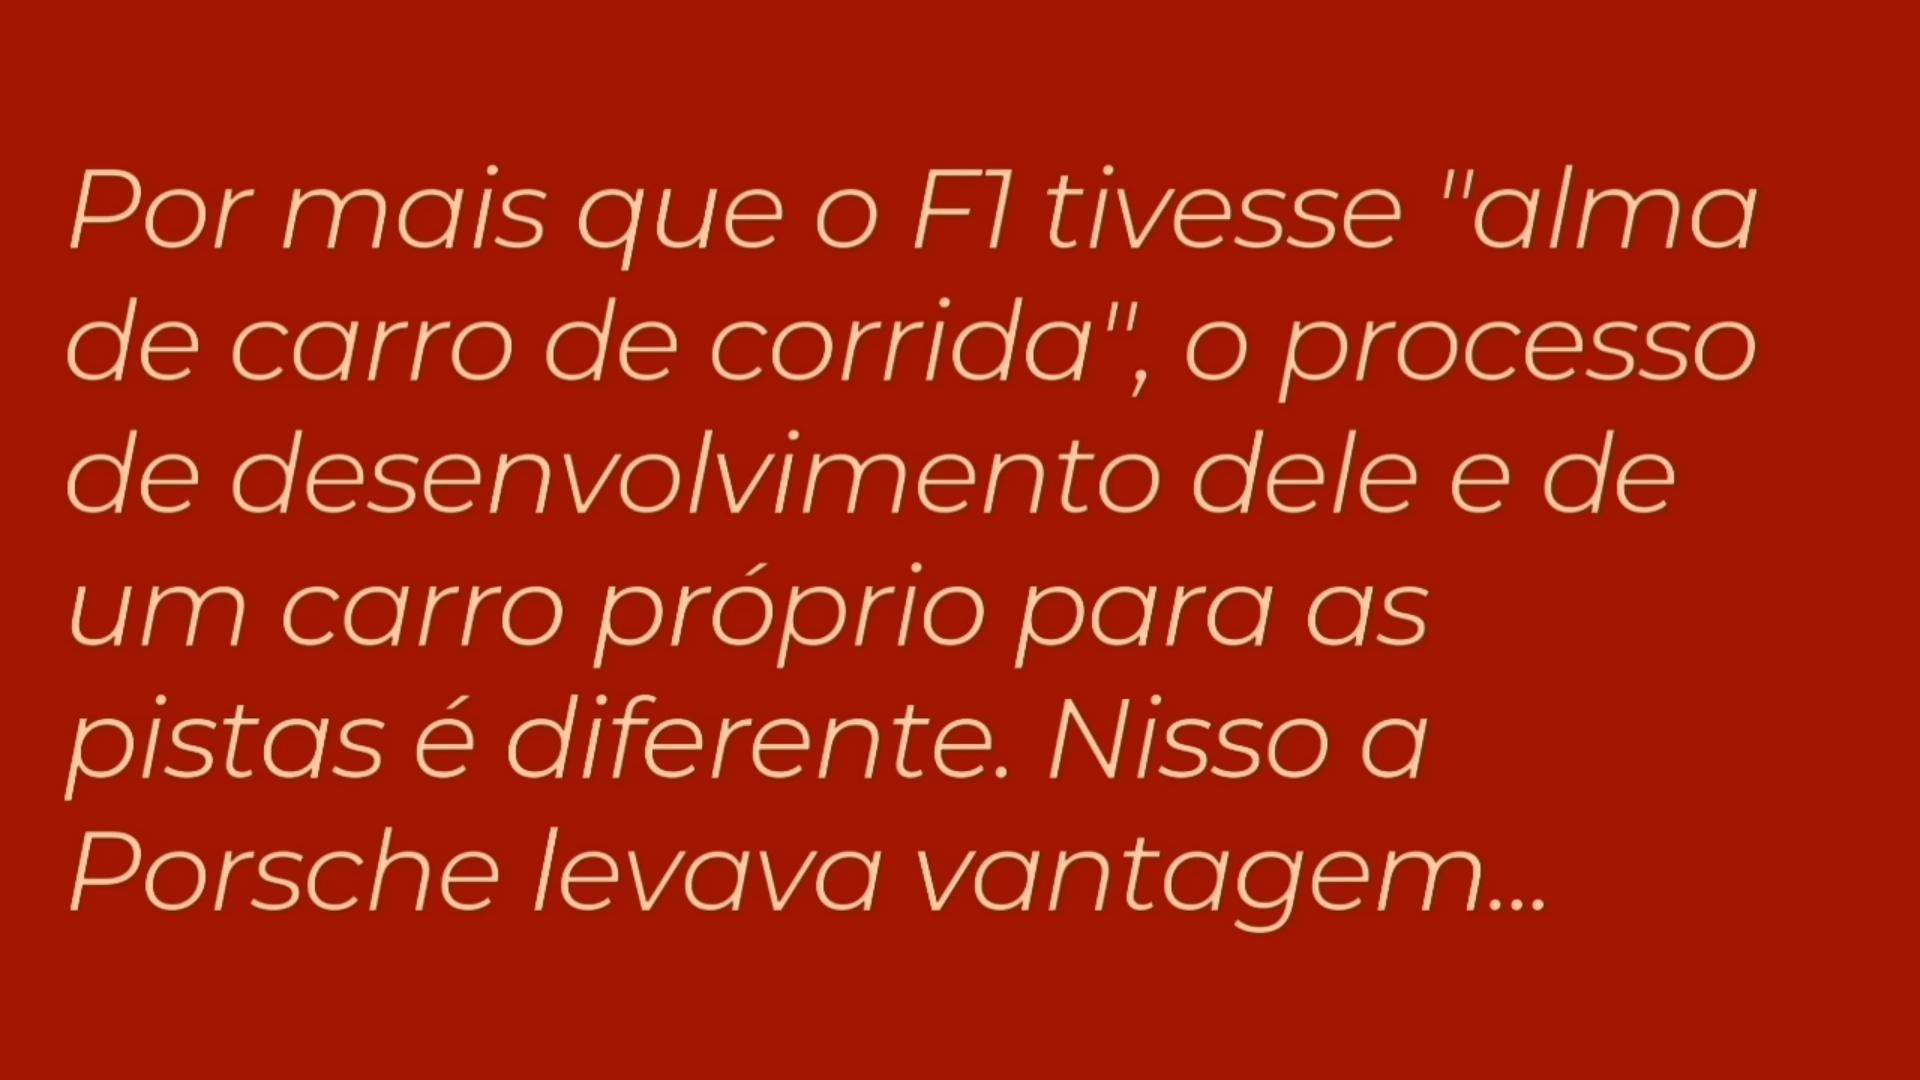 Por mais que o F1 tivesse "alma
de carro de corrida", o processo
de desenvolvimento dele e de
um carro próprio para as
pistas é diferente. Nisso a
Porsche levava vantagem...